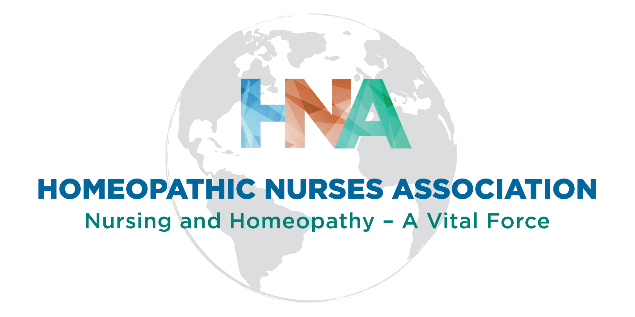 HNA
HOMEOPATHIC NURSES ASSOCIATION
Nursing and Homeopathy – A Vital Force